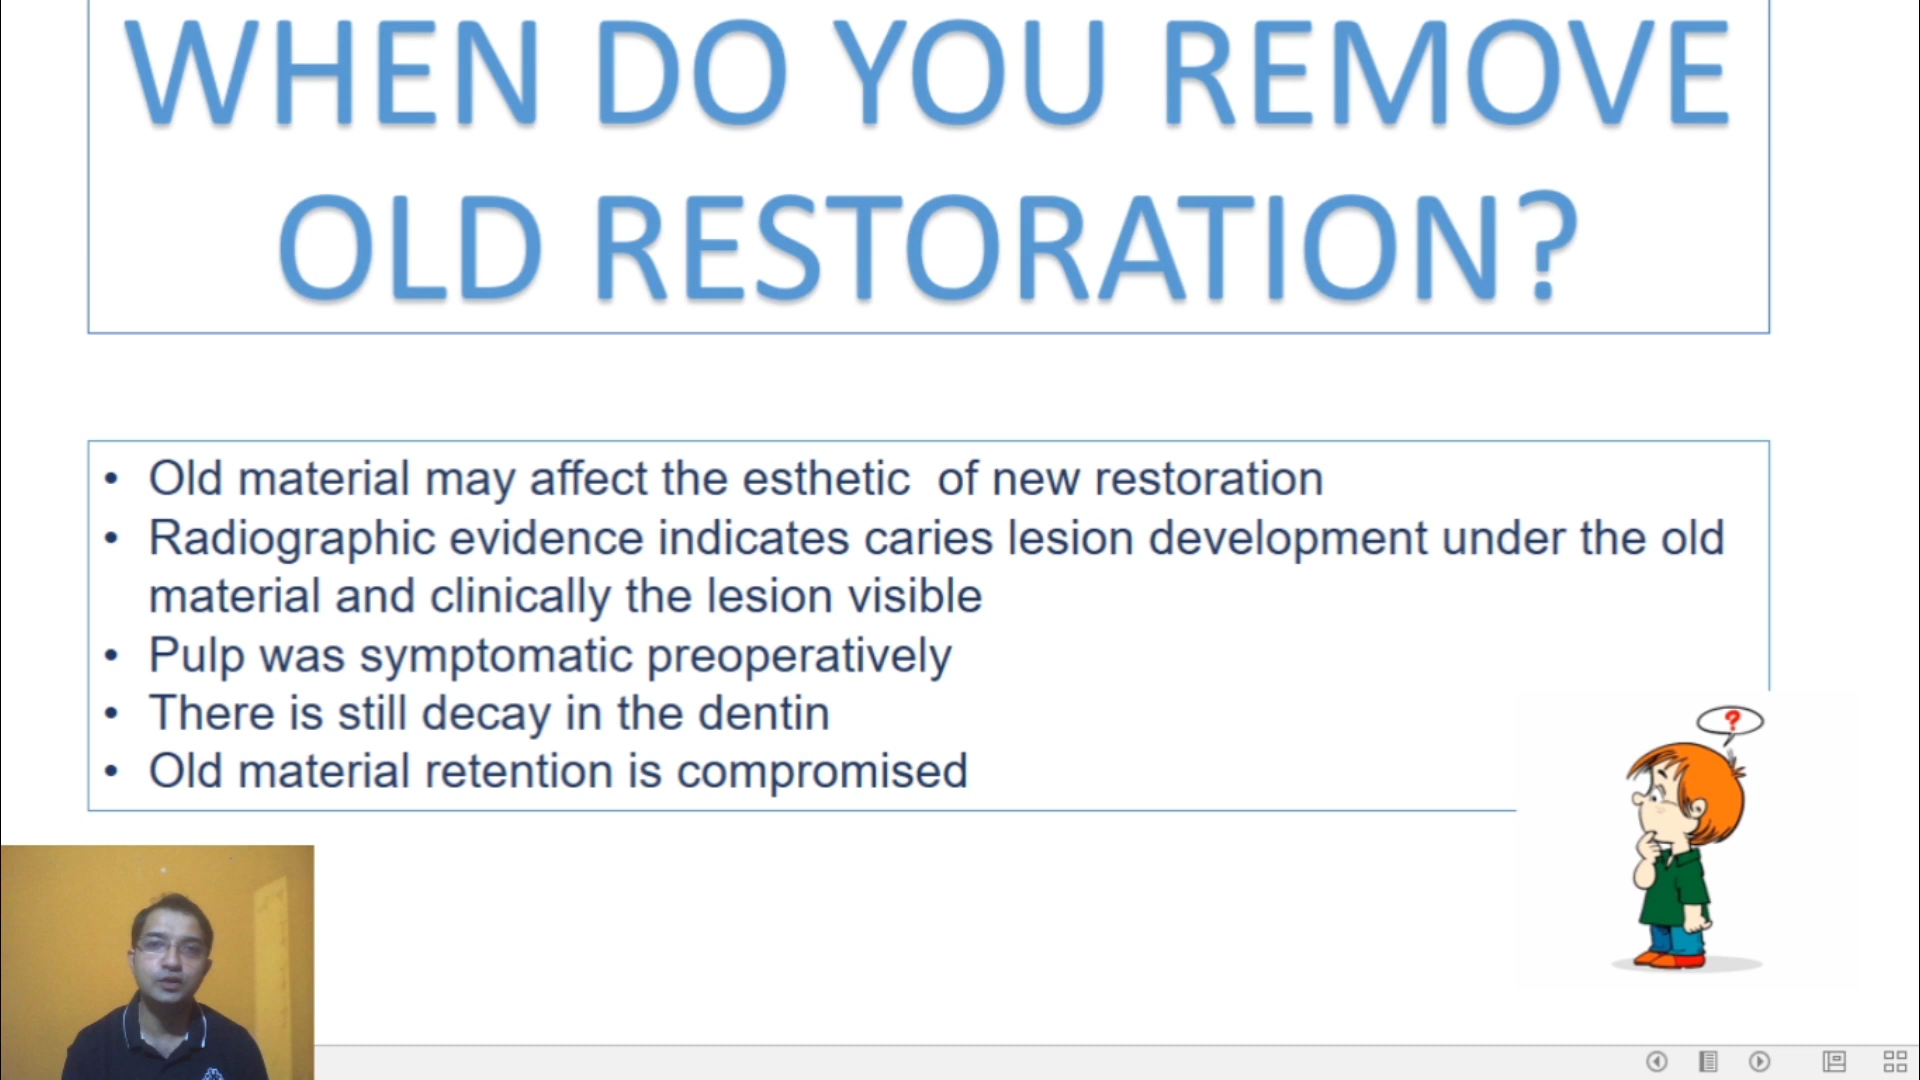 WHEN DO YOU REMOVE
OLD RESTORATION?
• Old material may affect the esthetic  of new restoration
• Radiographic evidence indicates caries lesion development under the old
material and clinically the lesion visible
• Pulp was symptomatic preoperatively
• There is still decay in the dentin
• Old material retention is compromised
?